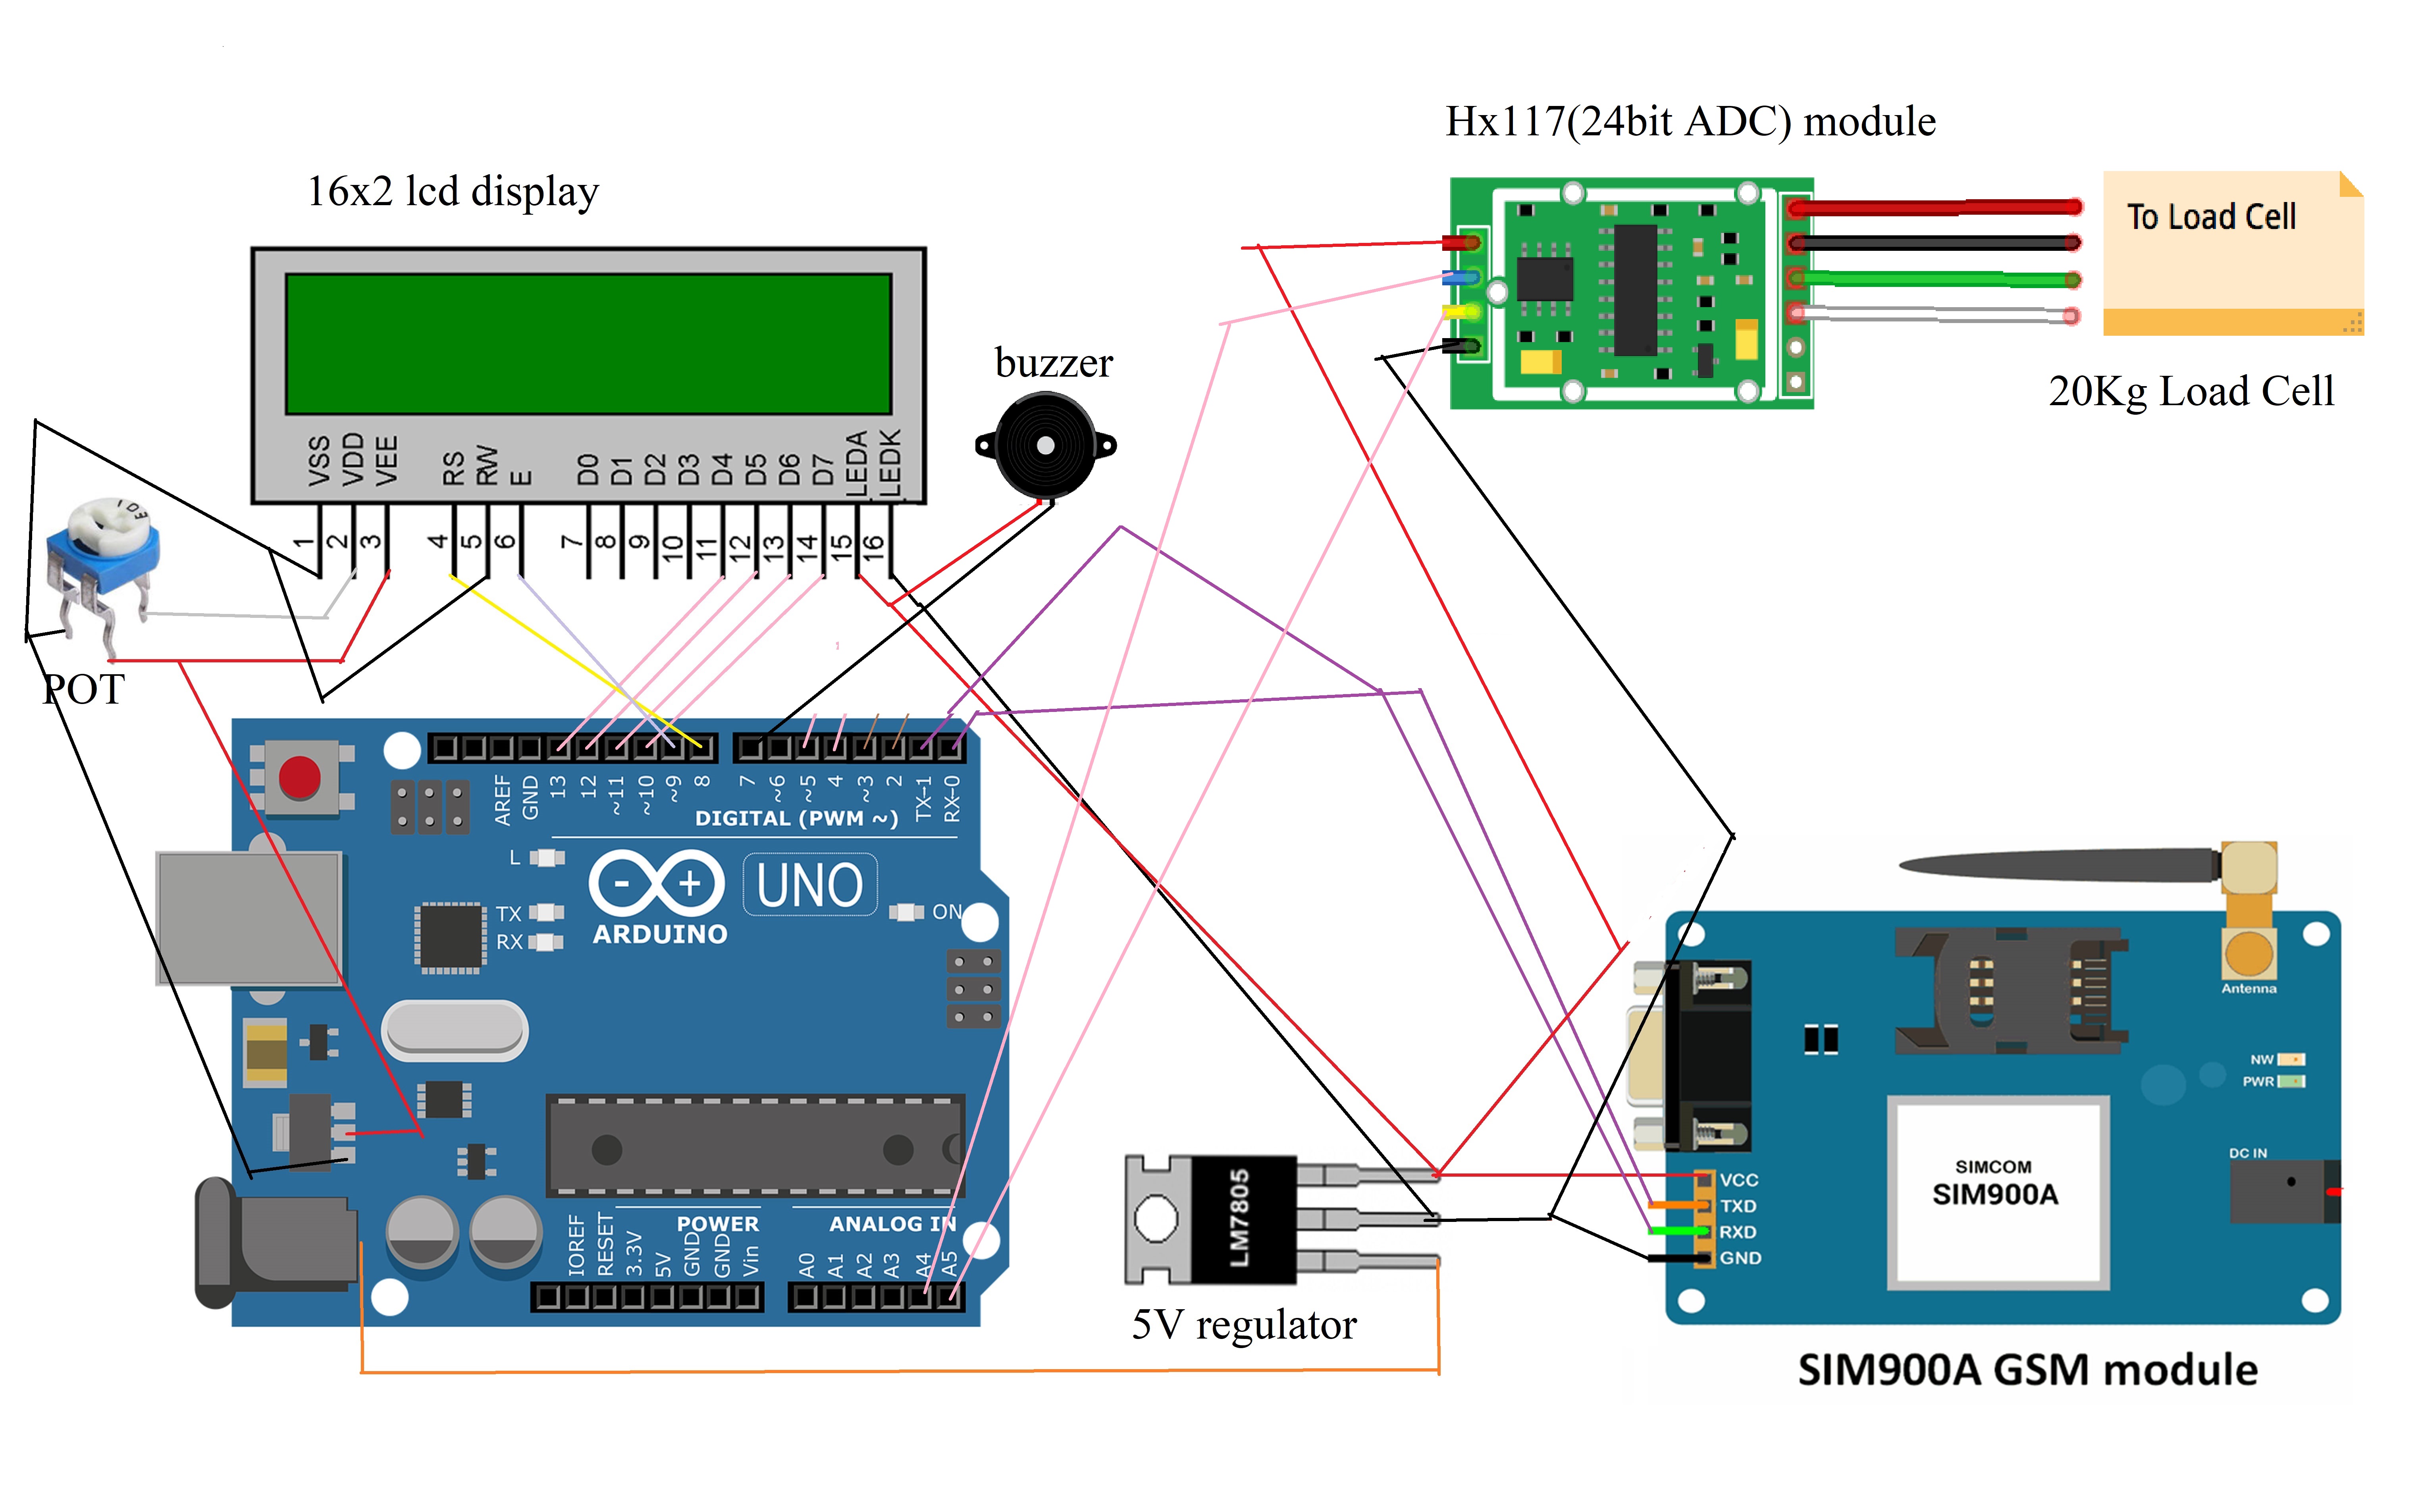 Hx117(24bit ADC) module
16x2 lcd display
To Load Cell
buzzer
20Kg Load Cell
VSS
VDD
VEE
RS
RW
E
D0
D1
D2
D3
D4
D5
D6
D7
LEDA
LEDK
1
2
3
4
5
6
7
8
9
10
11
12
13
14
15
16
POT
AREF
GND
13
12
~11
~10
~9
8
7
~6
~5
4
~3
2
TX-1
RX-0
DIGITAL (PWM ~)
L
TX
RX
UNO
ON
ARDUINO
Antenna
NW
PWR
DC IN
SIMCOM
SIM900A
VCC
TXD
RXD
GND
LM7805
5V regulator
POWER
ANALOG IN
IOREF
RESET
3.3V
5V
GND
GND
Vin
A0
A1
A2
A3
A4
A5
SIM900A GSM module